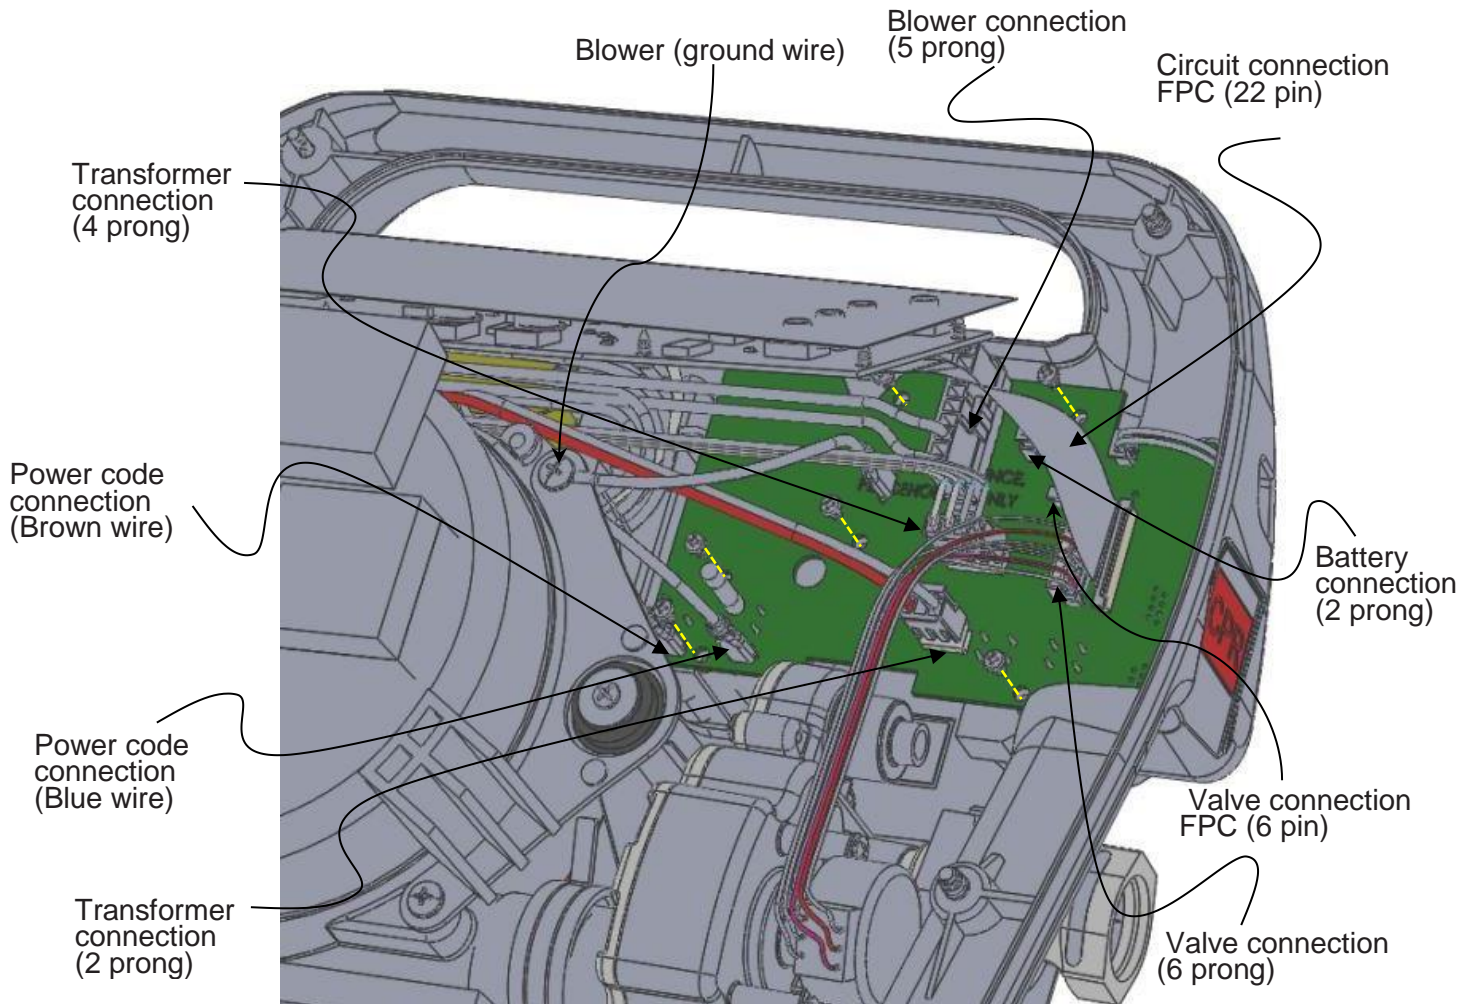 Blower connection
(5 prong)
Blower (ground wire)
Circuit connection
FPC (22 pin)
Transformer
connection
(4 prong)
Power code
connection
(Brown wire)
Battery
connection
(2 prong)
Power code
connection
(Blue wire)
Valve connection
FPC (6 pin)
Transformer
connection
(2 prong)
Valve connection
(6 prong)